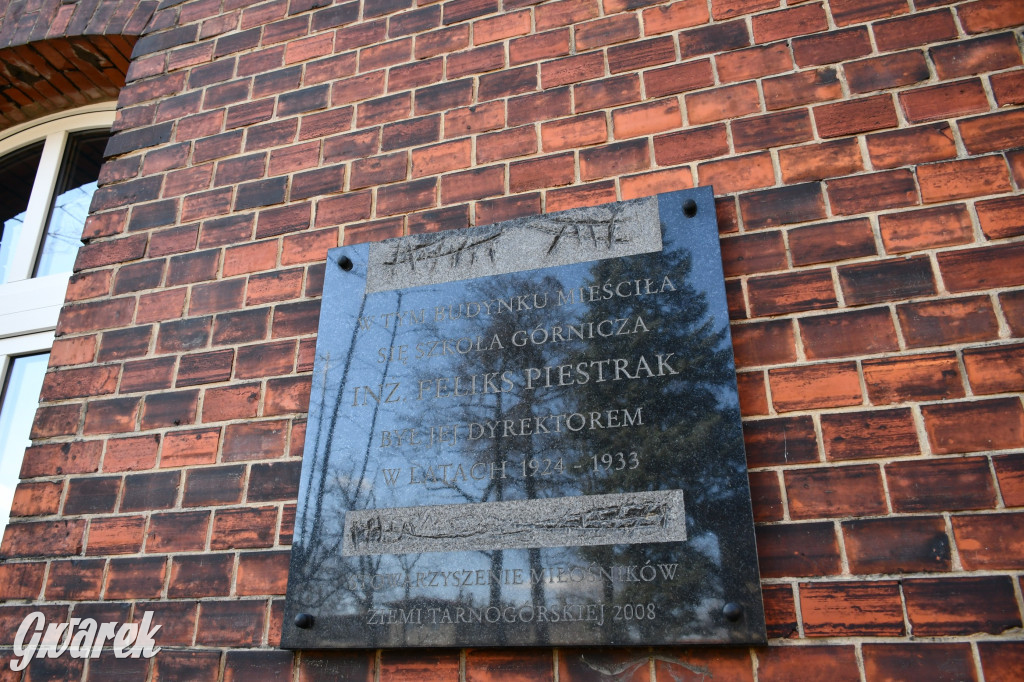 W TYM BUDYNKU MIEŚCIŁA
SIĘ SZKOŁA GÓRNICZA
INŻ. FELIKS PIESTRAK
BYŁ JEJ DYREKTOREM
W LATACH 1924 - 1933
TOWARZYSZENIE MIŁOŚNIKÓW
ZIEMI TARNOGÓRSKIEJ 2008
Gwarek